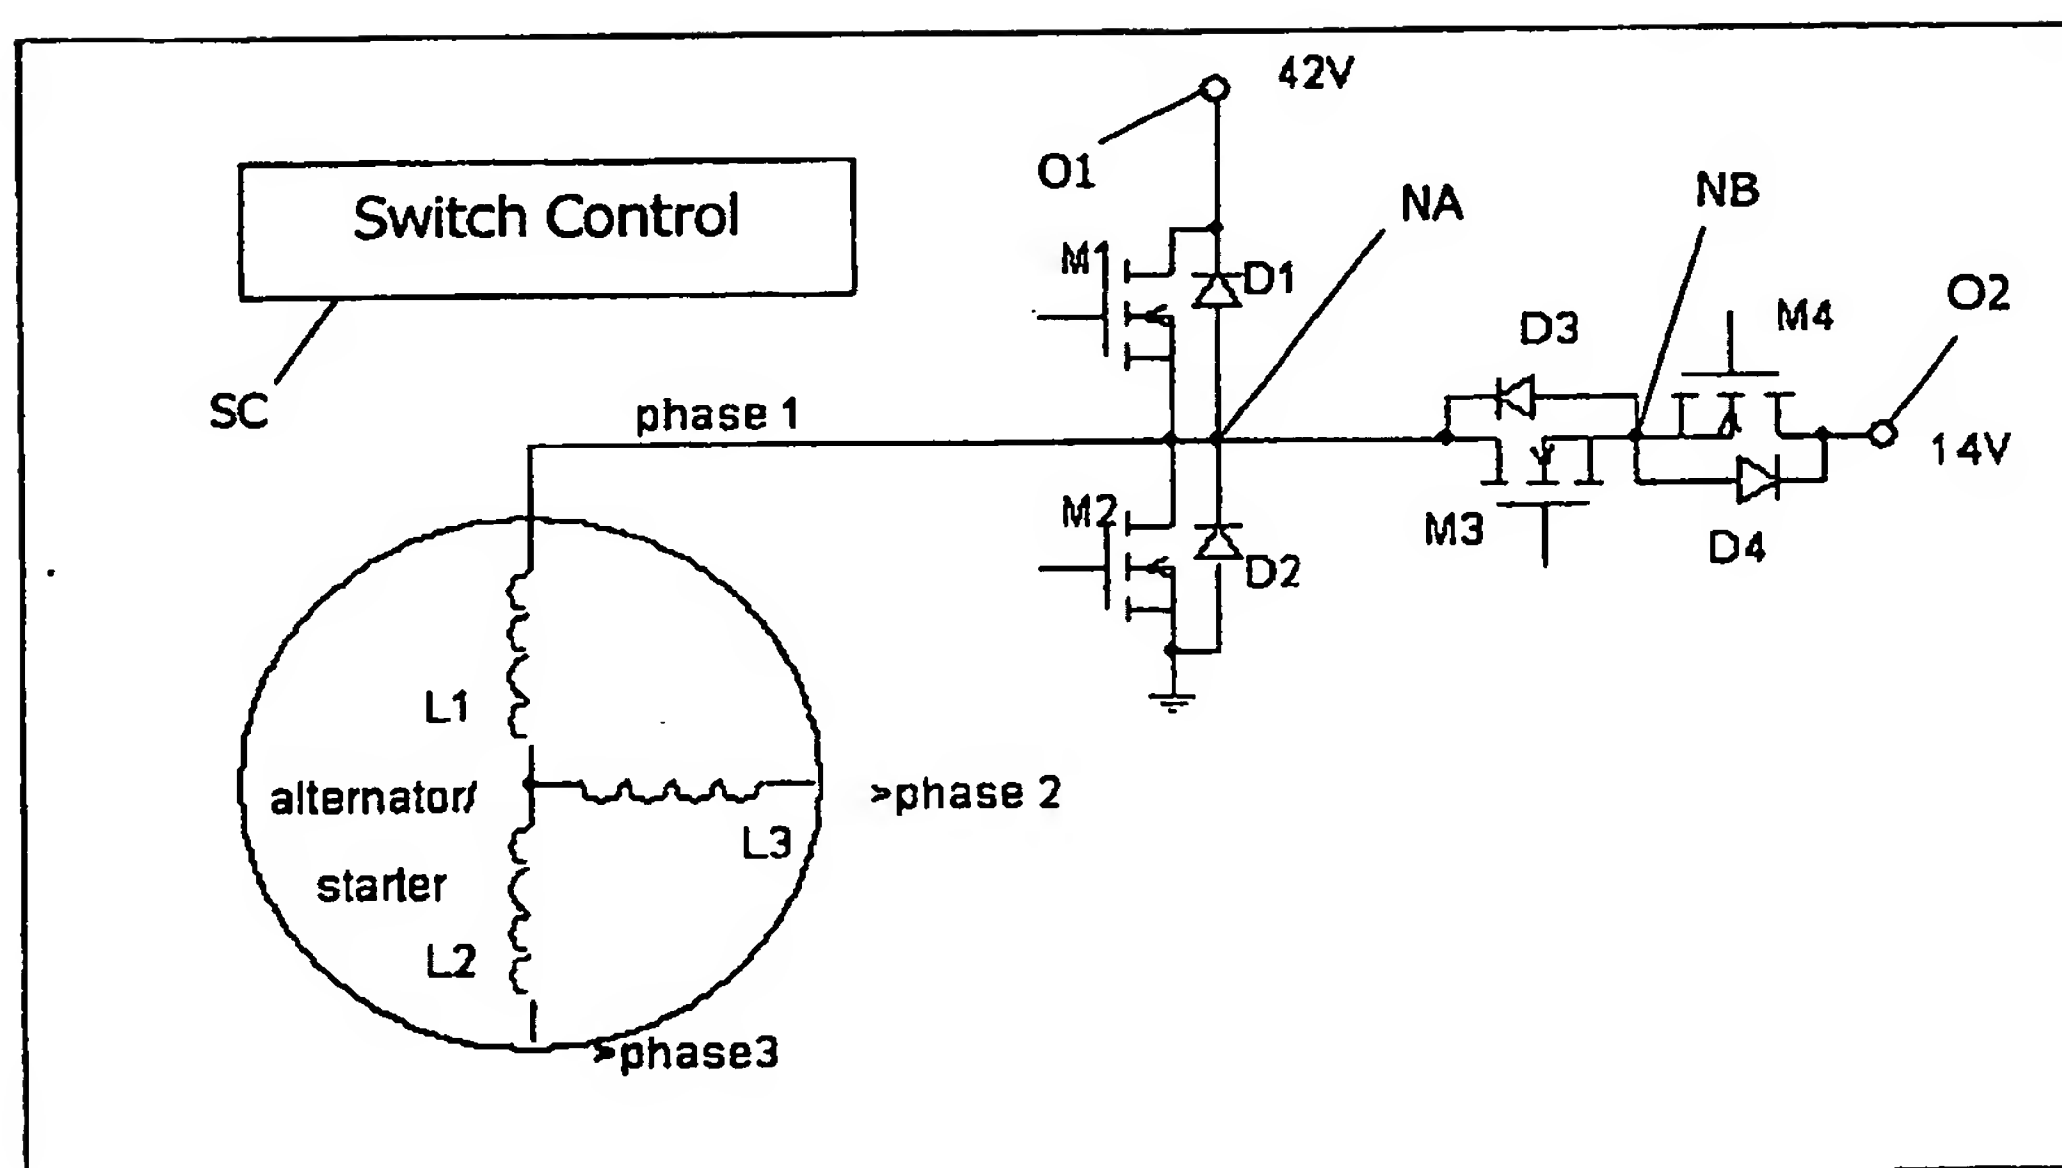 42V
O1
Switch Control
NA
NB
M1
D1
O2
D3
M4
SC
phase 1
14V
M2
M3
D4
D2
L1
alternator/
>phase 2
L3
starter
L2
>phase3